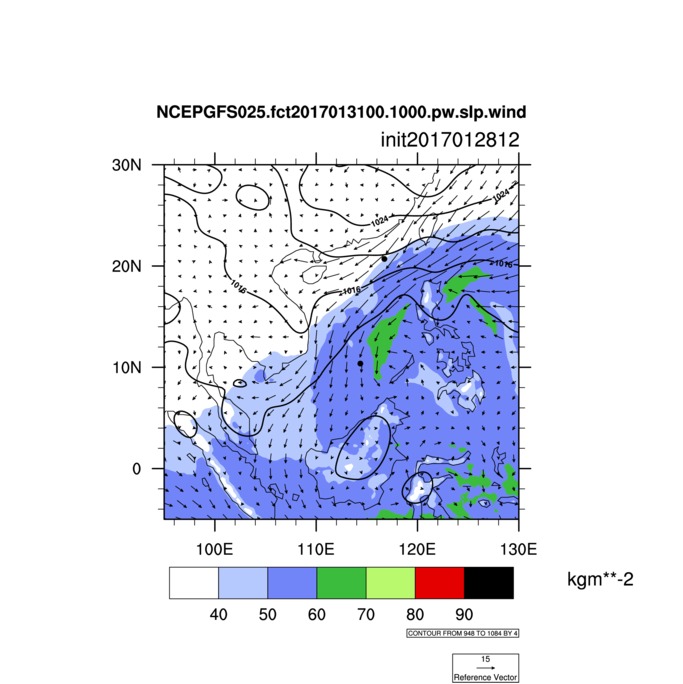 NCEPGFS025.fct2017013100.1000.pw.slp.wind
init2017012812
30N
1024
1024
20N
1016
1016
1016
10N
0
100E 110E 120E 130E
kgm**-2
40 50 60 70 80 90
CONTOUR FROM 948 TO 1084 BY 4
15
Reference Vector